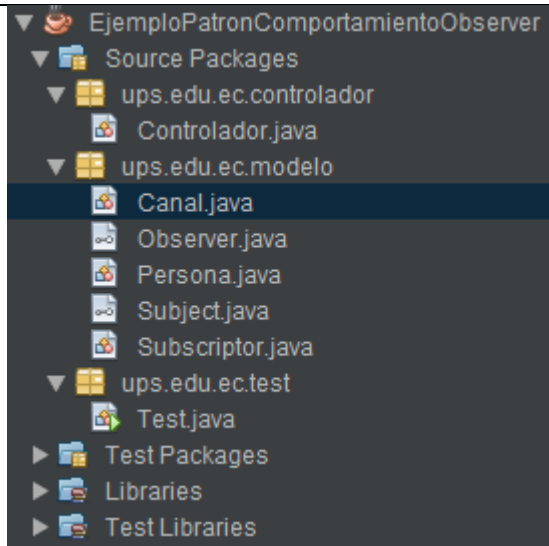 EjemploPatronComportamientoObserver
Source Packages
ups.edu.ec.controlador
Controlador.java
ups.edu.ec.modelo
Canal.java
Observer.java
Persona.java
Subject.java
Subscriptor.java
ups.edu.ec.test
Test.java
Test Packages
Libraries
Test Libraries